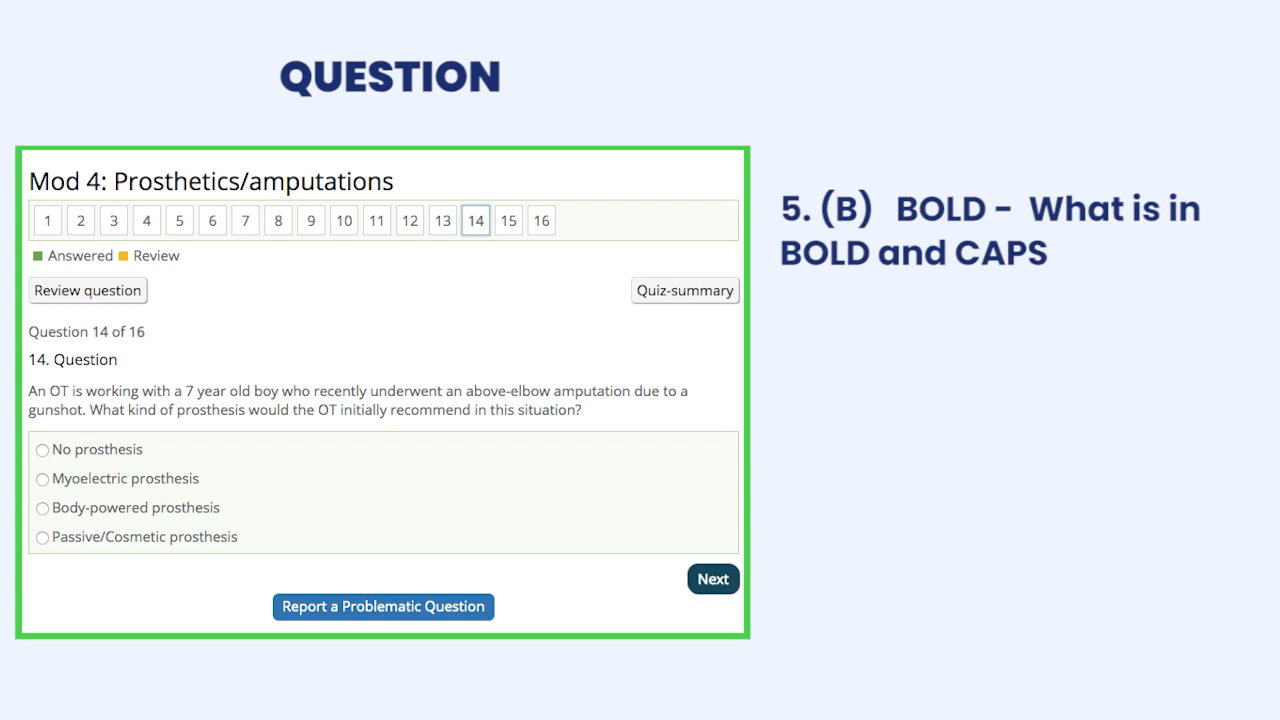 QUESTION
Mod 4: Prosthetics/amputations
1 2 3 4 5 6 7 8 9 10 11 12 13 14 15 16
Answered Review
Review question Quiz-summary
Question 14 of 16
14. Question
An OT is working with a 7 year old boy who recently underwent an above-elbow amputation due to a
gunshot. What kind of prosthesis would the OT initially recommend in this situation?
No prosthesis
Myoelectric prosthesis
Body-powered prosthesis
Passive/Cosmetic prosthesis
Next
Report a Problematic Question
5. (B) BOLD - What is in
BOLD and CAPS